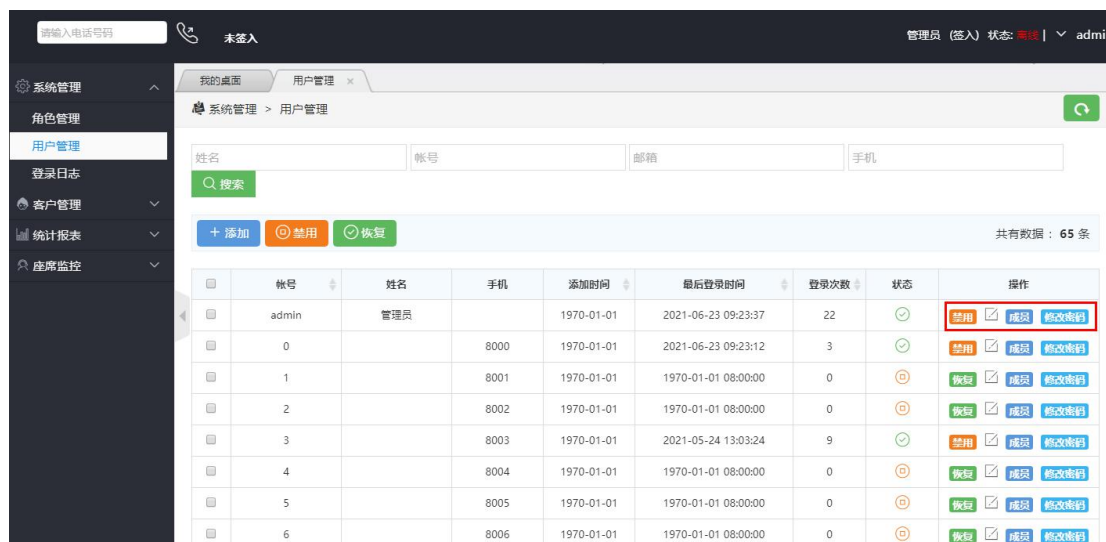 请输入电话号码 未签入 管理员 (签入) 状态: 离线 | admi
系统管理
角色管理
用户管理
登录日志
客户管理
统计报表
座席监控
我的桌面 用户管理 ×
系统管理 > 用户管理
姓名 帐号 邮箱 手机
搜索
+ 添加 禁用 恢复 共有数据 : 65 条
帐号 姓名 手机 添加时间 最后登录时间 登录次数 状态 操作
admin 管理员 1970-01-01 2021-06-23 09:23:37 22 禁用 成员 修改密码
0 8000 1970-01-01 2021-06-23 09:23:12 3 禁用 成员 修改密码
1 8001 1970-01-01 1970-01-01 08:00:00 0 恢复 成员 修改密码
2 8002 1970-01-01 1970-01-01 08:00:00 0 恢复 成员 修改密码
3 8003 1970-01-01 2021-05-24 13:03:24 9 禁用 成员 修改密码
4 8004 1970-01-01 1970-01-01 08:00:00 0 恢复 成员 修改密码
5 8005 1970-01-01 1970-01-01 08:00:00 0 恢复 成员 修改密码
6 8006 1970-01-01 1970-01-01 08:00:00 0 恢复 成员 修改密码